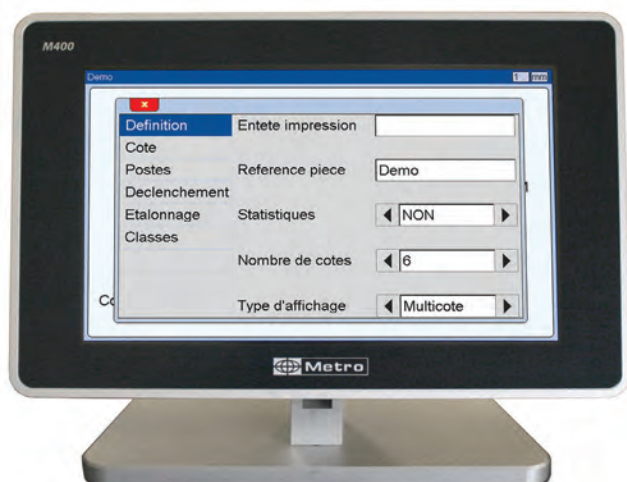 M400
Demo 1 mm
x
Definition Entete impression
Cote
Postes Reference piece Demo
Declenchement
Etalonnage Statistiques NON
Classes
Nombre de cotes 6
Type d'affichage Multicote
Metro